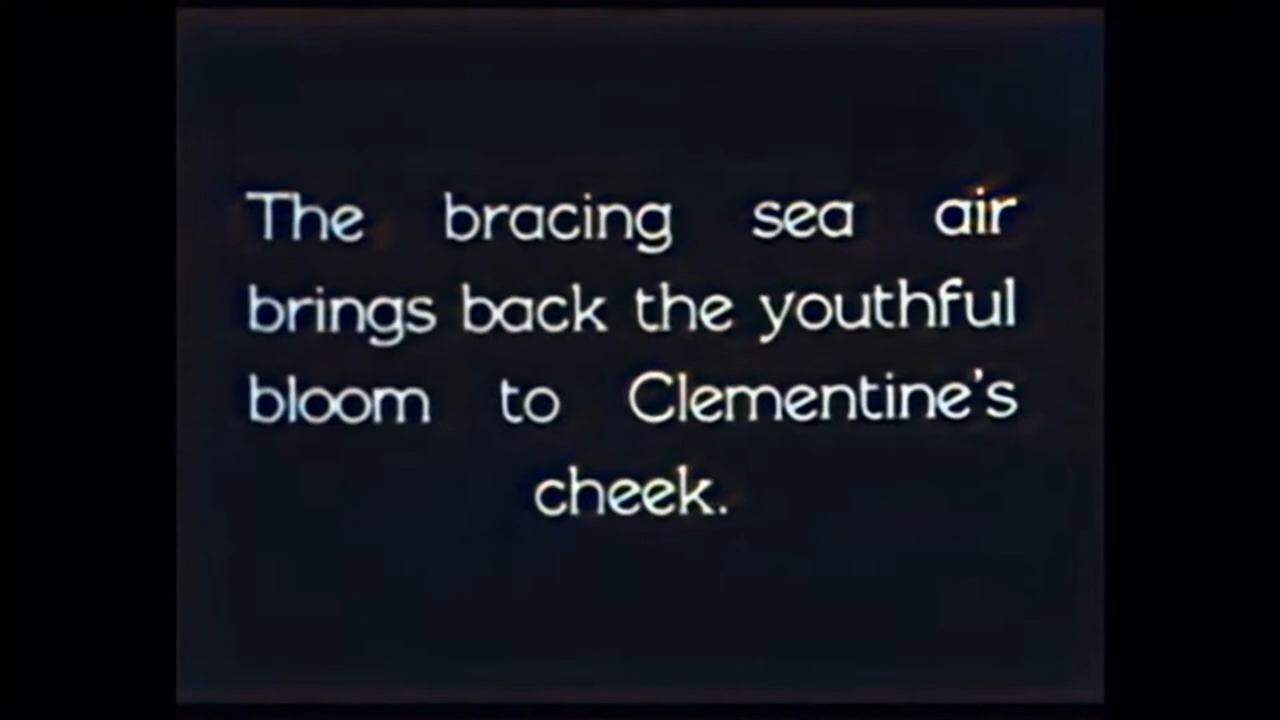 The bracing sea air
brings back the youthful
bloom to Clementine's
cheek.